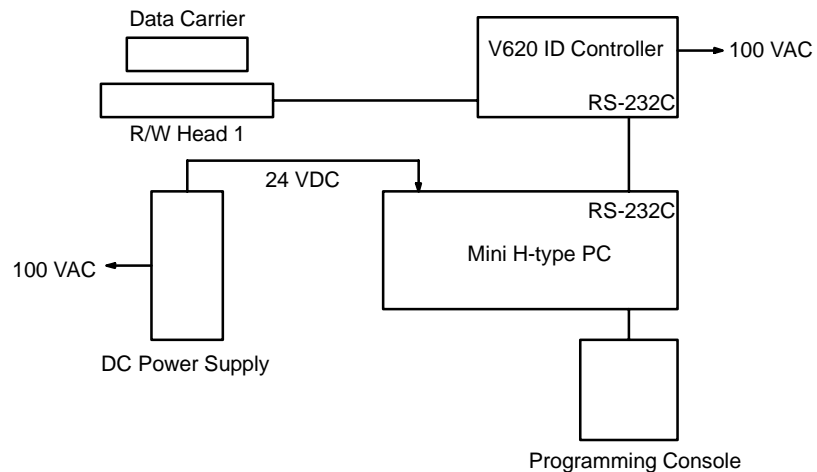 Data Carrier
V620 ID Controller
100 VAC
RS-232C
R/W Head 1
24 VDC
RS-232C
Mini H-type PC
100 VAC
DC Power Supply
Programming Console